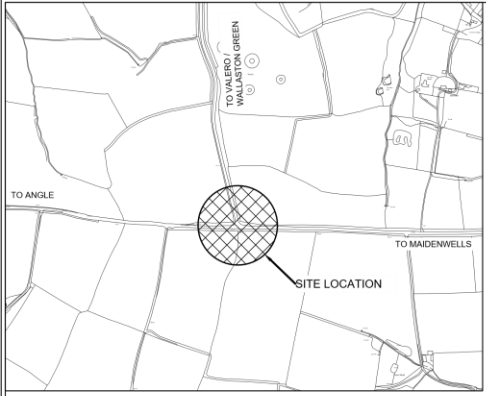 TO VALERO /
WALLASTON GREEN
TO ANGLE
TO MAIDENWELLS
SITE LOCATION